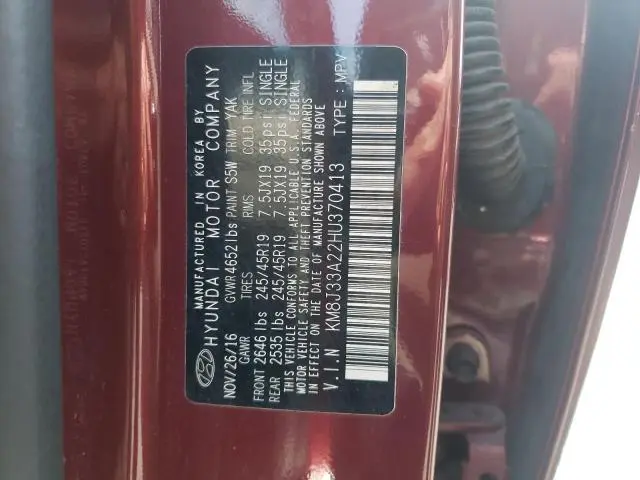 MANUFACTURED IN KOREA BY
HYUNDAI MOTOR COMPANY
NOV/26/16 GVWR 4652lbs PAINT S5W TRIM YAK
GAWR TIRES RIMS COLD TIRE INFL
FRONT 2646 lbs 245/45R19 7.5JX19 35psi SINGLE
REAR 2535 lbs 245/45R19 7.5JX19 35psi SINGLE
THIS VEHICLE CONFORMS TO ALL APPLICABLE U.S.A. FEDERAL
MOTOR VEHICLE SAFETY AND THEFT PREVENTION STANDARDS
IN EFFECT ON THE DATE OF MANUFACTURE SHOWN ABOVE
V.I.N KM8J33A22HU370413 TYPE : MPV